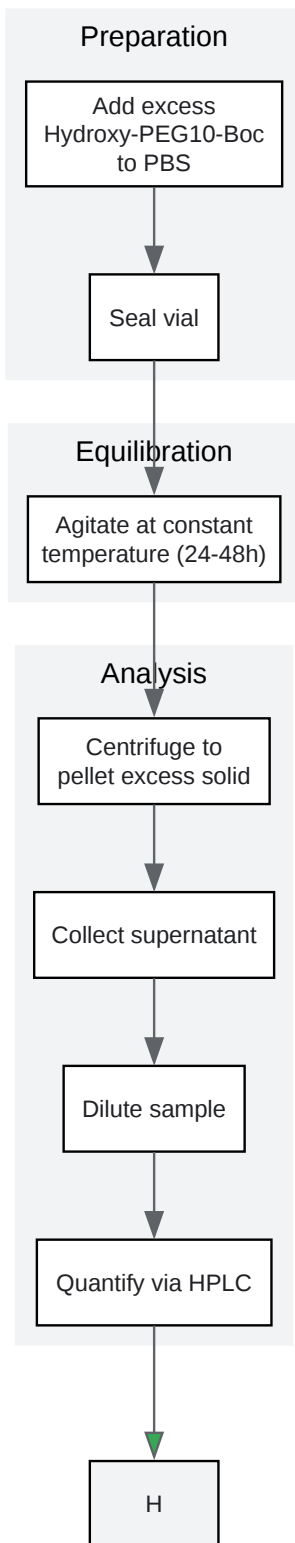 Preparation
Add excess
Hydroxy-PEG10-Boc
to PBS
Seal vial
Equilibration
Agitate at constant
temperature (24-48h)
Analysis
Centrifuge to
pellet excess solid
Collect supernatant
Dilute sample
Quantify via HPLC
H